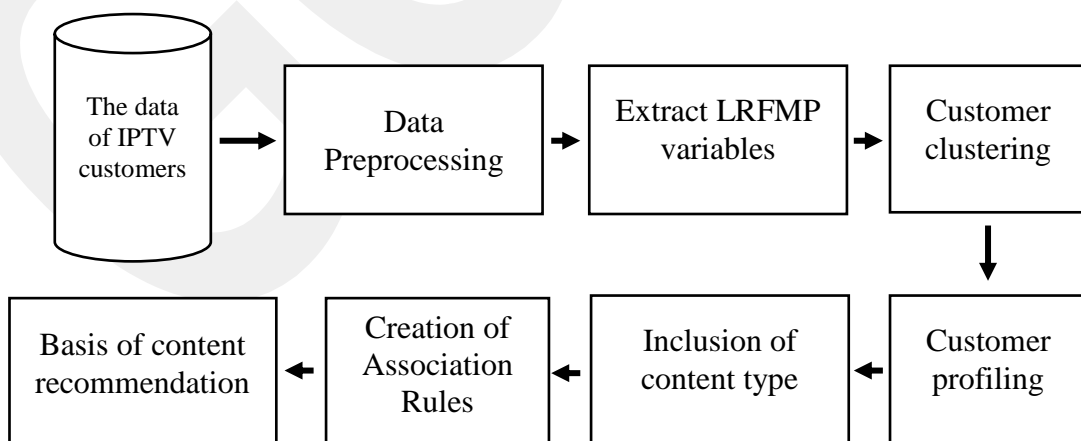 The data
of IPTV
customers
Data
Preprocessing
Extract LRFMP
variables
Customer
clustering
Customer
profiling
Inclusion of
content type
Creation of
Association
Rules
Basis of content
recommendation